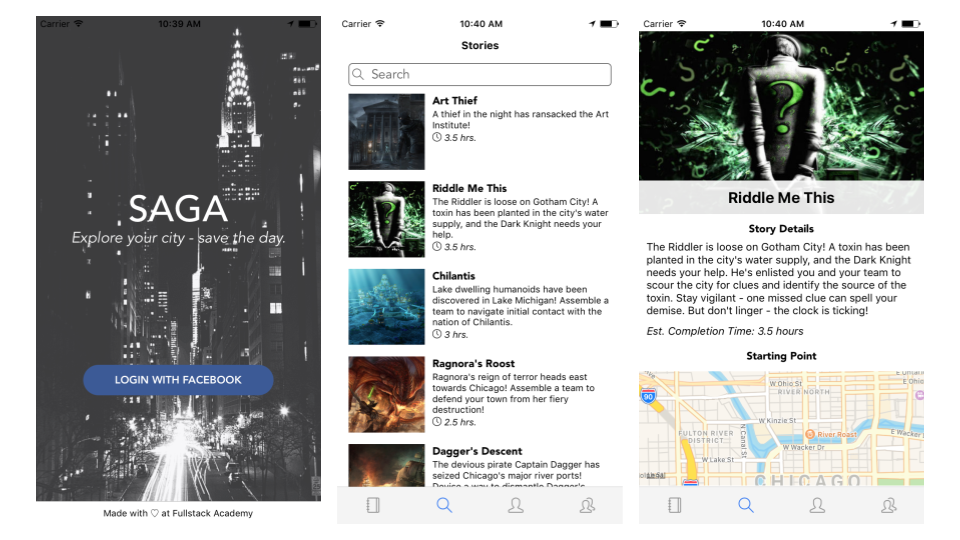 Carrier 10:39 AM
SAGA
Explore your city - save the day.
LOGIN WITH FACEBOOK
Made with ♡ at Fullstack Academy
Carrier 10:40 AM
Stories
Search
Art Thief
A thief in the night has ransacked the Art
Institute!
3.5 hrs.
Riddle Me This
The Riddler is loose on Gotham City! A
toxin has been planted in the city's water
supply, and the Dark Knight needs your
help.
3.5 hrs.
Chilantis
Lake dwelling humanoids have been
discovered in Lake Michigan! Assemble a
team to navigate initial contact with the
nation of Chilantis.
3 hrs.
Ragnora's Roost
Ragnora's reign of terror heads east
towards Chicago! Assemble a team to
defend your town from her fiery
destruction!
2.5 hrs.
Dagger's Descent
The devious pirate Captain Dagger has
seized Chicago's major river ports!
Devise a way to dismantle Dagger's
Carrier 10:40 AM
?
Riddle Me This
Story Details
The Riddler is loose on Gotham City! A toxin has been
planted in the city's water supply, and the Dark Knight
needs your help. He's enlisted you and your team to
scour the city for clues and identify the source of the
toxin. Stay vigilant - one missed clue can spell your
demise. But don't linger - the clock is ticking!
Est. Completion Time: 3.5 hours
Starting Point
W Ohio St
E Ohio
RIVER NORTH
90
W Kinzie St
FULTON RIVER
DISTRICT
N Canal St
River Roast
E Wacker
W Wacker Dr
W Lake St
CHICAGO